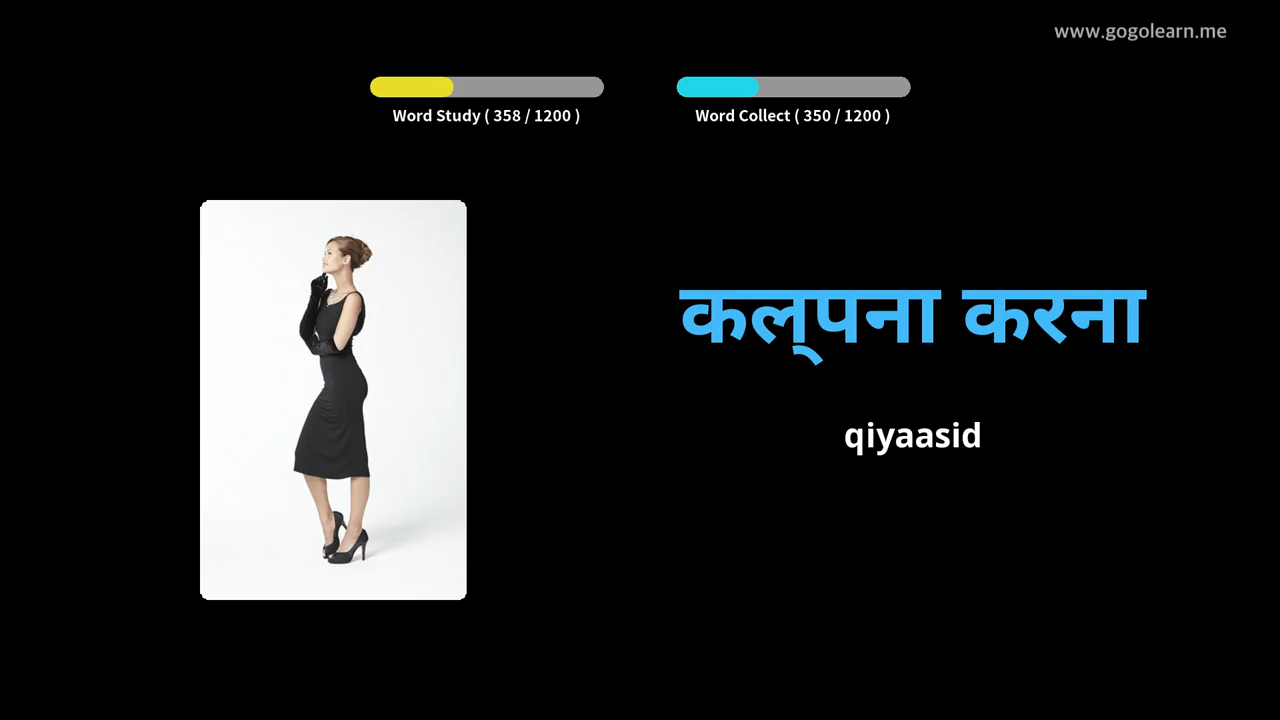 www.gogolearn.me
Word Study ( 358 / 1200 )
Word Collect ( 350 / 1200 )
कल्पना करना
qiyaasid